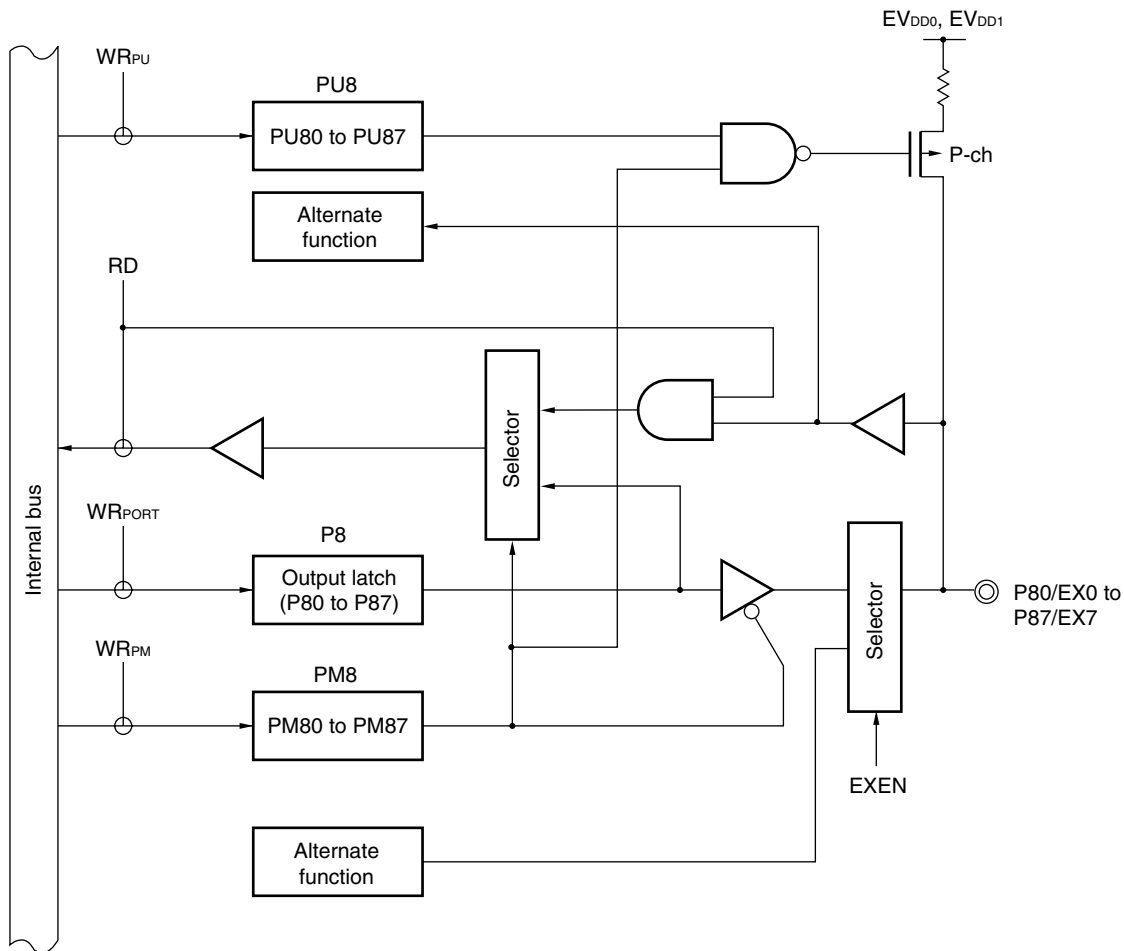 EVDD0, EVDD1
WRPU
PU8
PU80 to PU87
P-ch
Alternate
function
RD
Selector
Internal bus
WRPORT
P8
Output latch
(P80 to P87)
Selector
P80/EX0 to
P87/EX7
WRPM
PM8
PM80 to PM87
EXEN
Alternate
function